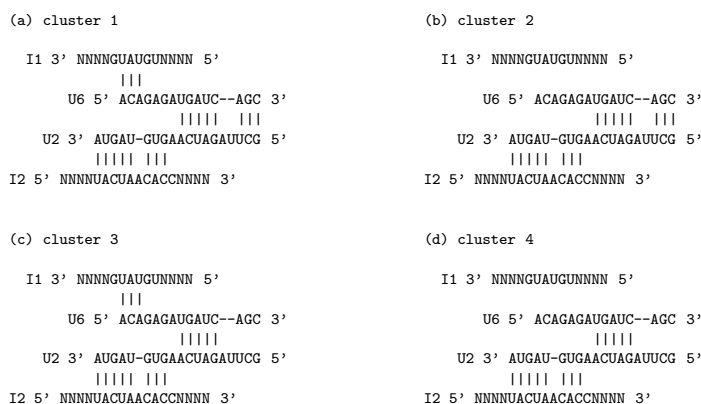 (a) cluster 1
I1 3' NNNNGUAUGUNNNN 5'
|||
U6 5' ACAGAGAUGAUC--AGC 3'
||||| |||
U2 3' AUGAU-GUGAACUAGAUUCG 5'
||||| |||
I2 5' NNNNUACUAACACCNNNN 3'
(b) cluster 2
I1 3' NNNNGUAUGUNNNN 5'
U6 5' ACAGAGAUGAUC--AGC 3'
||||| |||
U2 3' AUGAU-GUGAACUAGAUUCG 5'
||||| |||
I2 5' NNNNUACUAACACCNNNN 3'
(c) cluster 3
I1 3' NNNNGUAUGUNNNN 5'
|||
U6 5' ACAGAGAUGAUC--AGC 3'
|||||
U2 3' AUGAU-GUGAACUAGAUUCG 5'
||||| |||
I2 5' NNNNUACUAACACCNNNN 3'
(d) cluster 4
I1 3' NNNNGUAUGUNNNN 5'
U6 5' ACAGAGAUGAUC--AGC 3'
|||||
U2 3' AUGAU-GUGAACUAGAUUCG 5'
||||| |||
I2 5' NNNNUACUAACACCNNNN 3'